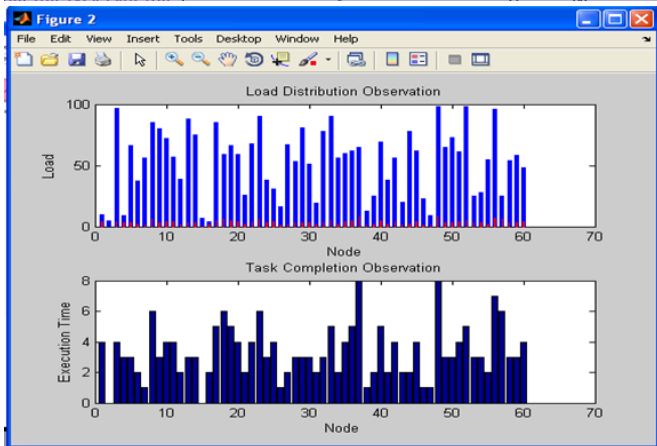 Figure 2
File Edit View Insert Tools Desktop Window Help
Load Distribution Observation
100
50
0
Load
0 10 20 30 40 50 60 70
Node
Task Completion Observation
8
6
4
2
0
Execution Time
0 10 20 30 40 50 60 70
Node